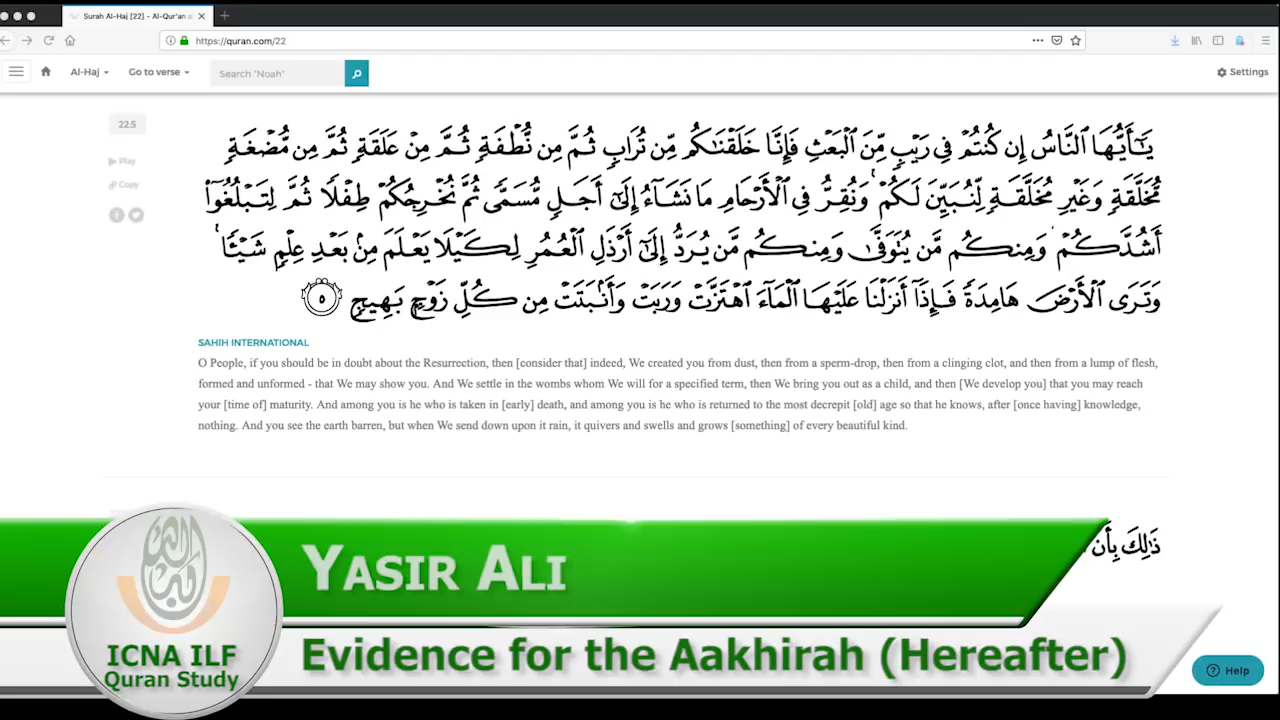 Surah Al-Haj [22] - Al-Qur'an a
https://quran.com/22
Al-Haj
Go to verse
Search "Noah"
Settings
22:5
Play
Copy
يَـٰٓأَيُّهَا ٱلنَّاسُ إِن كُنتُمْ فِى رَيْبٍ مِّنَ ٱلْبَعْثِ فَإِنَّا خَلَقْنَـٰكُم مِّن تُرَابٍ ثُمَّ مِن نُّطْفَةٍ ثُمَّ مِنْ عَلَقَةٍ ثُمَّ مِن مُّضْغَةٍ
مُّخَلَّقَةٍ وَغَيْرِ مُخَلَّقَةٍ لِّنُبَيِّنَ لَكُمْ ۚ وَنُقِرُّ فِى ٱلْأَرْحَامِ مَا نَشَآءُ إِلَىٰٓ أَجَلٍ مُّسَمًّى ثُمَّ نُخْرِجُكُمْ طِفْلًا ثُمَّ لِتَبْلُغُوٓا۟
أَشُدَّكُمْ ۖ وَمِنكُم مَّن يُتَوَفَّىٰ وَمِنكُم مَّن يُرَدُّ إِلَىٰٓ أَرْذَلِ ٱلْعُمُرِ لِكَيْلَا يَعْلَمَ مِنۢ بَعْدِ عِلْمٍ شَيْـًٔا ۚ
وَتَرَى ٱلْأَرْضَ هَامِدَةً فَإِذَآ أَنزَلْنَا عَلَيْهَا ٱلْمَآءَ ٱهْتَزَّتْ وَرَبَتْ وَأَنۢبَتَتْ مِن كُلِّ زَوْجٍۭ بَهِيجٍ ٥
SAHIH INTERNATIONAL
O People, if you should be in doubt about the Resurrection, then [consider that] indeed, We created you from dust, then from a sperm-drop, then from a clinging clot, and then from a lump of flesh,
formed and unformed - that We may show you. And We settle in the wombs whom We will for a specified term, then We bring you out as a child, and then [We develop you] that you may reach
your [time of] maturity. And among you is he who is taken in [early] death, and among you is he who is returned to the most decrepit [old] age so that he knows, after [once having] knowledge,
nothing. And you see the earth barren, but when We send down upon it rain, it quivers and swells and grows [something] of every beautiful kind.
ذَٰلِكَ بِأَنَّ
YASIR ALI
Evidence for the Aakhirah (Hereafter)
ICNA ILF
Quran Study
Help